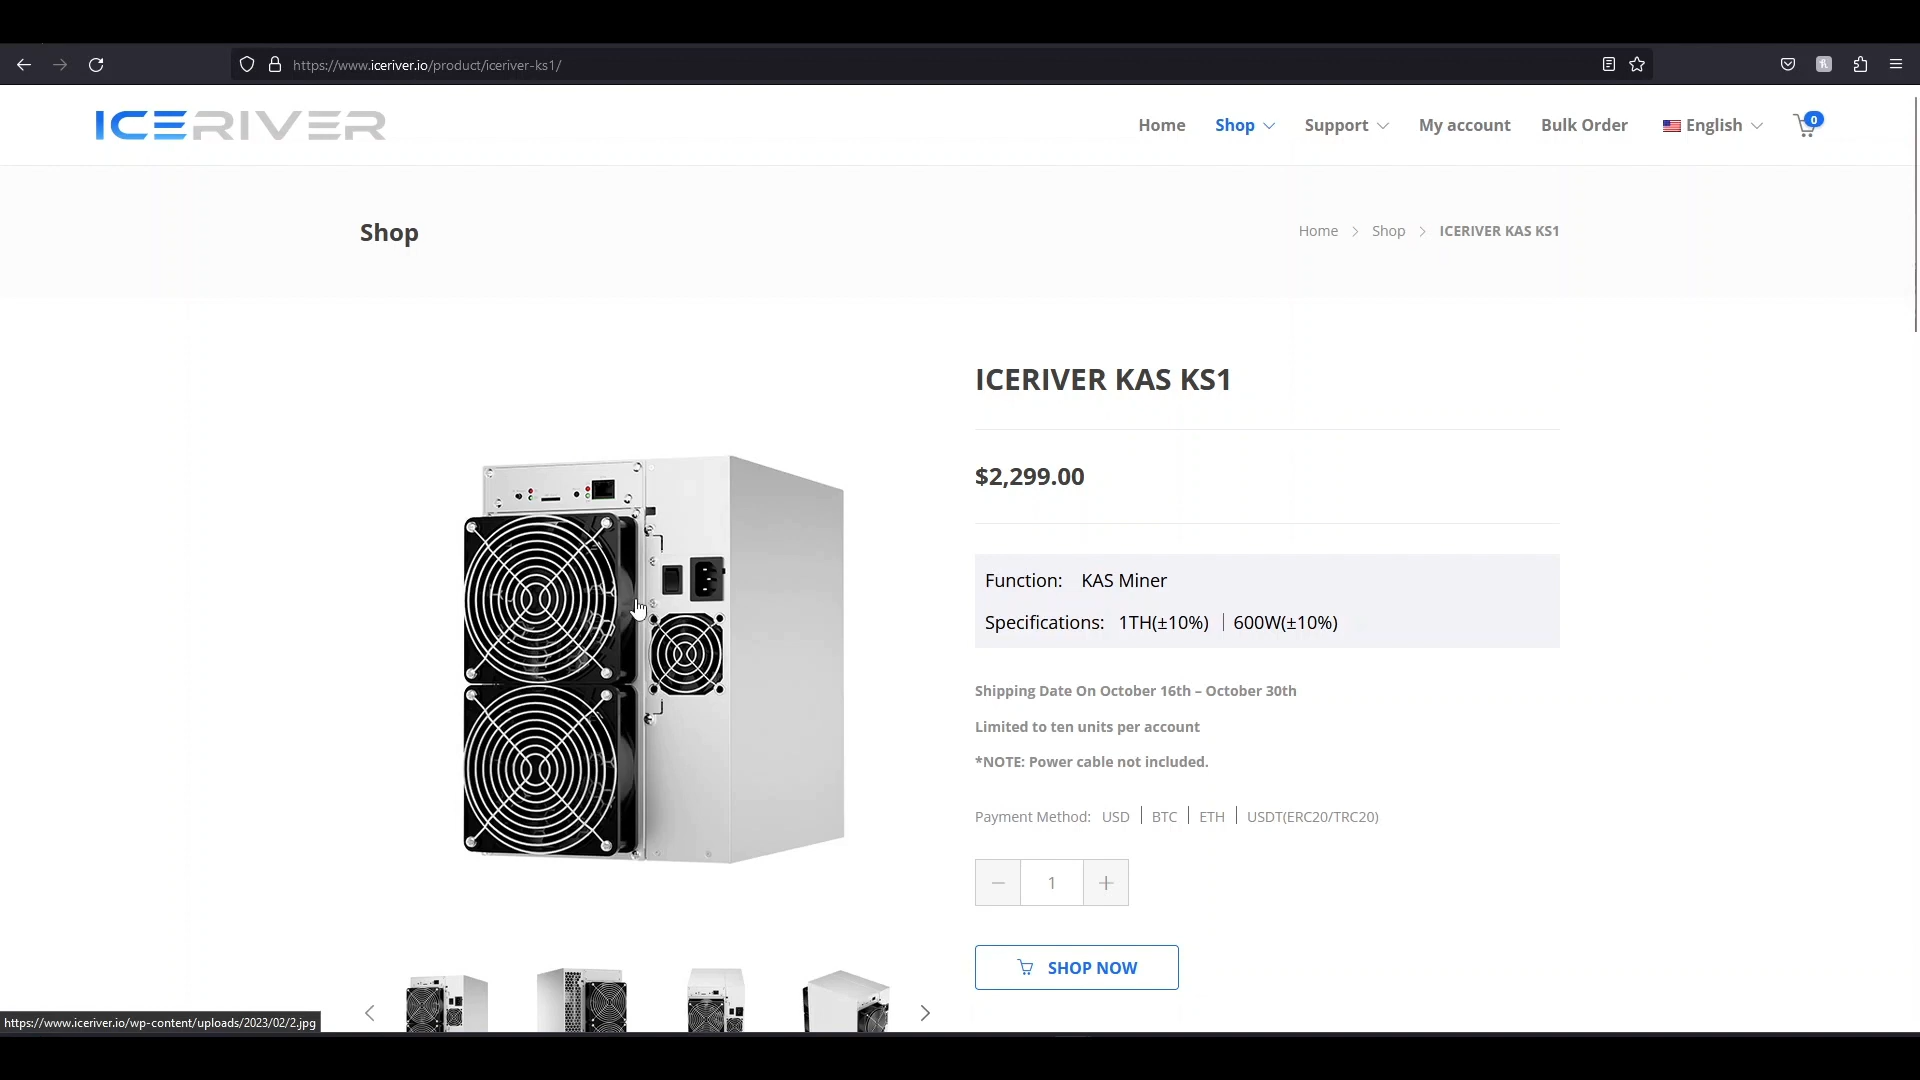 https://www.iceriver.io/product/iceriver-ks1/
ICERIVER
Home
Shop
Support
My account
Bulk Order
English
0
Shop
Home
Shop
ICERIVER KAS KS1
ICERIVER KAS KS1
$2,299.00
Function: KAS Miner
Specifications: 1TH(±10%) | 600W(±10%)
Shipping Date On October 16th – October 30th
Limited to ten units per account
*NOTE: Power cable not included.
Payment Method: USD | BTC | ETH | USDT(ERC20/TRC20)
1
SHOP NOW
https://www.iceriver.io/wp-content/uploads/2023/02/2.jpg